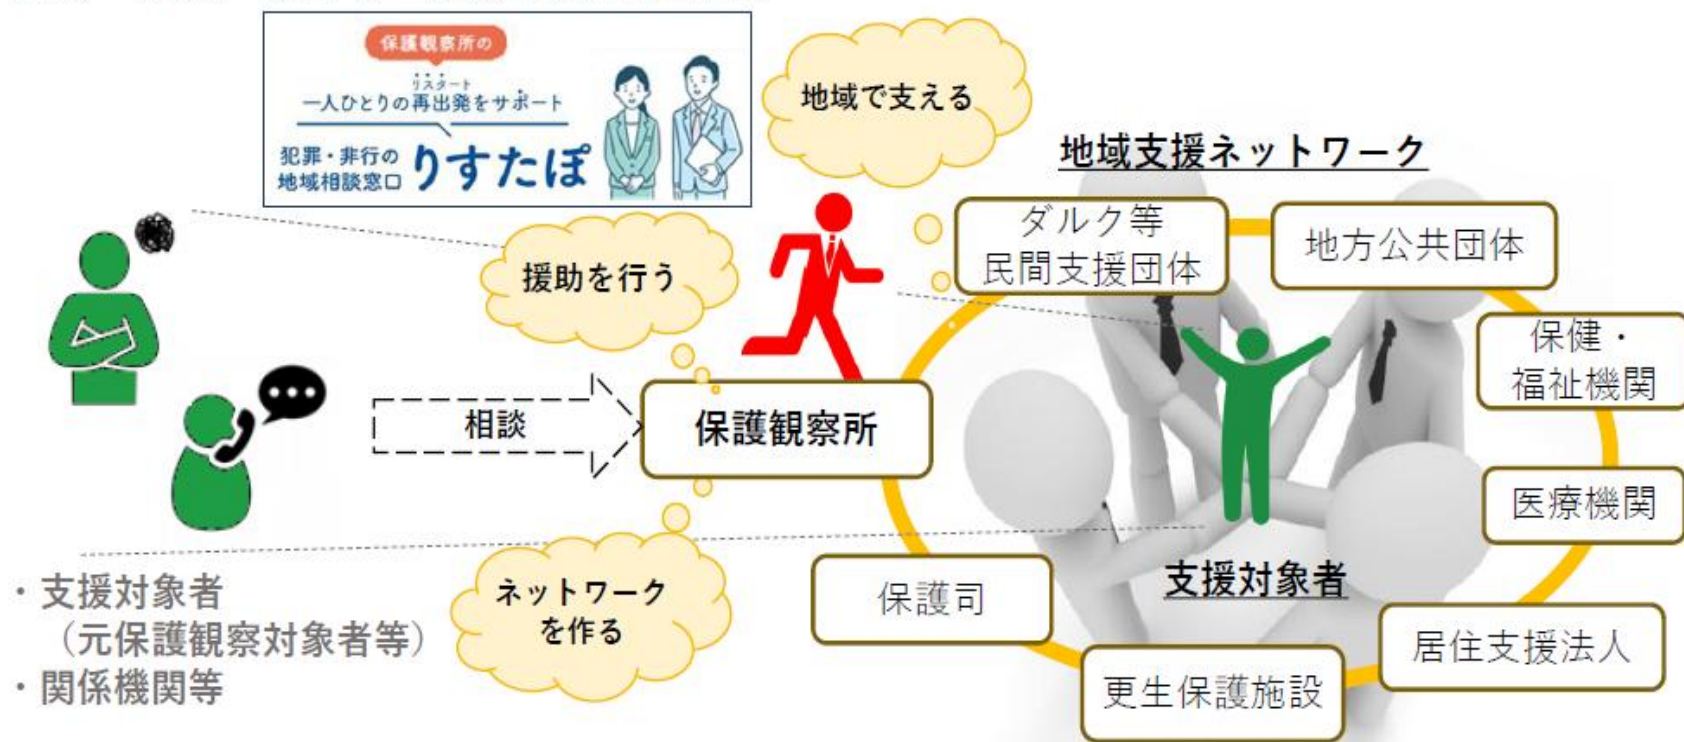 保護観察所の
リスタート
一人ひとりの再出発をサポート
犯罪・非行の
地域相談窓口
りすたぽ
地域で支える
援助を行う
相談
保護観察所
ネットワーク
を作る
・支援対象者
（元保護観察対象者等）
・関係機関等
地域支援ネットワーク
ダルク等
民間支援団体
地方公共団体
保健・
福祉機関
医療機関
居住支援法人
更生保護施設
保護司
支援対象者